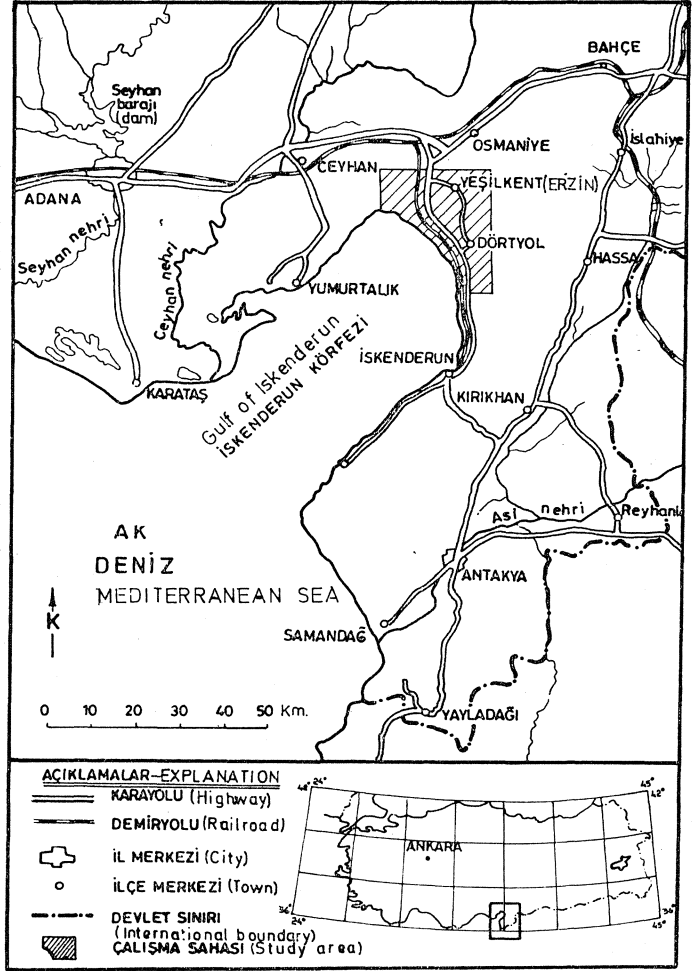 BAHÇE
Seyhan
barajı
(dam)
OSMANİYE
İslahiye
CEYHAN
YEŞİLKENT(ERZİN)
ADANA
Seyhan nehri
Ceyhan nehri
DÖRTYOL
HASSA
YUMURTALIK
Gulf of Iskenderun
İSKENDERUN KÖRFEZİ
İSKENDERUN
KARATAŞ
KIRIKHAN
Asi nehri
Reyhanlı
AK
DENİZ
MEDITERRANEAN SEA
ANTAKYA
K
SAMANDAĞ
YAYLADAĞI
0 10 20 30 40 50 Km.
AÇIKLAMALAR-EXPLANATION
KARAYOLU (Highway)
DEMİRYOLU (Railroad)
İL MERKEZİ (City)
İLÇE MERKEZİ (Town)
DEVLET SINIRI
(International boundary)
ÇALIŞMA SAHASI (Study area)
42° 24°
45°
42°
ANKARA
36°
24°
36°
45°